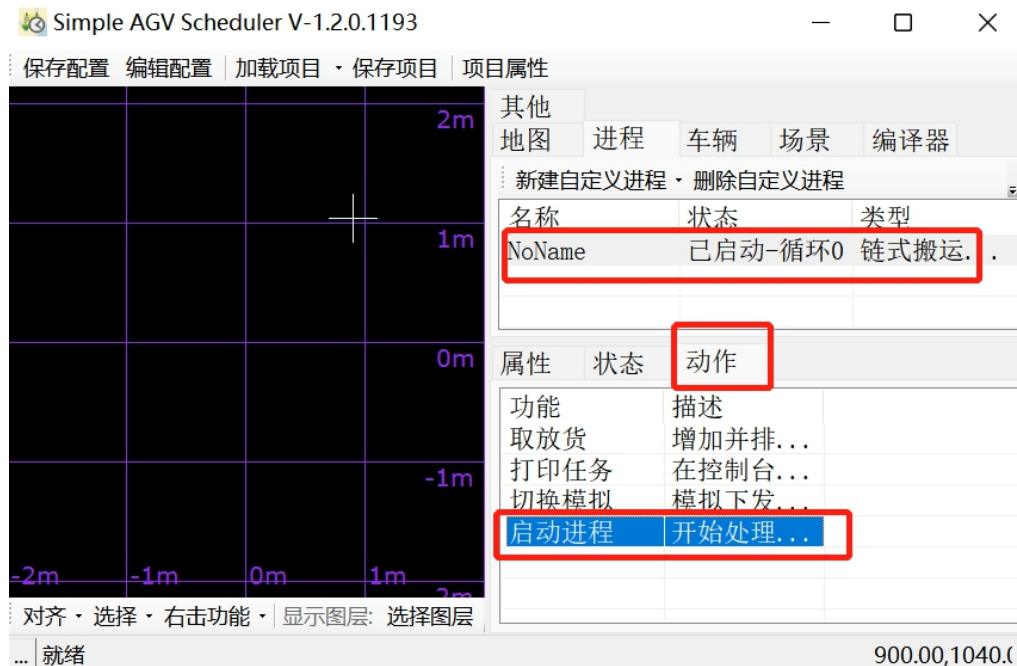 Simple AGV Scheduler V-1.2.0.1193
保存配置 编辑配置 加载项目 保存项目 项目属性
2m
1m
0m
-1m
-2m -1m 0m 1m
2m
对齐 选择 右击功能 显示图层: 选择图层
其他
地图 进程 车辆 场景 编译器
新建自定义进程 删除自定义进程
名称 状态 类型
NoName 已启动-循环0 链式搬运...
属性 状态 动作
功能 描述
取放货 增加并排...
打印任务 在控制台...
切换模拟 模拟下发...
启动进程 开始处理...
... 就绪 900.00,1040.(